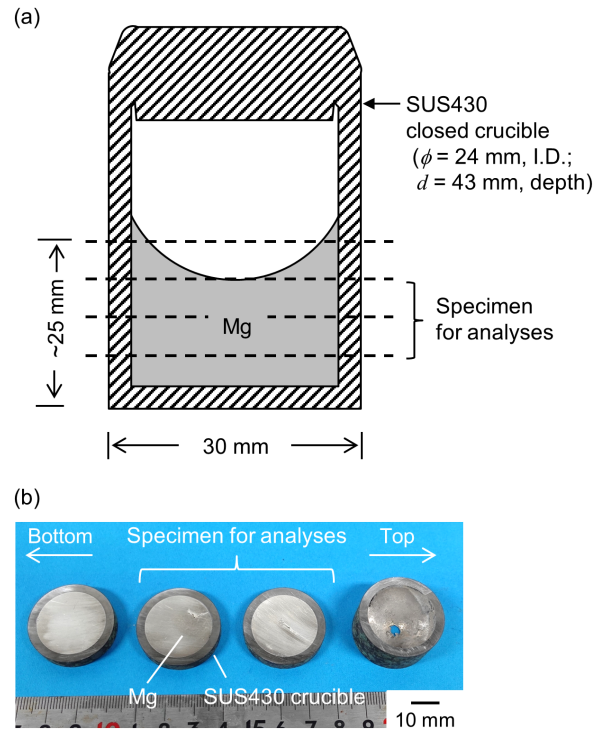 (a)
SUS430
closed crucible
(ϕ = 24 mm, I.D.;
d = 43 mm, depth)
~25 mm
Mg
Specimen
for analyses
30 mm
(b)
Bottom
Specimen for analyses
Top
Mg
SUS430 crucible
10 mm